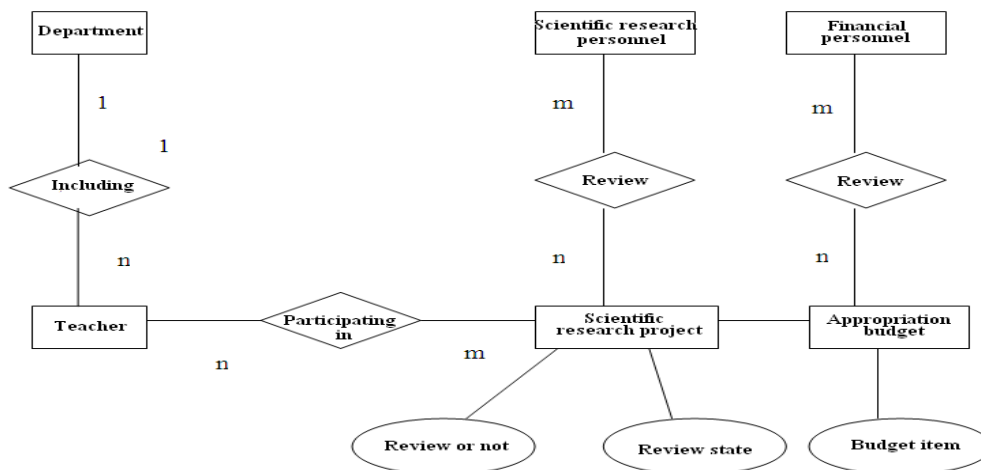 Department
Scientific research
personnel
Financial
personnel
1
m
m
1
Including
Review
Review
n
n
n
Teacher
Participating
in
Scientific
research project
Appropriation
budget
n
m
Review or not
Review state
Budget item